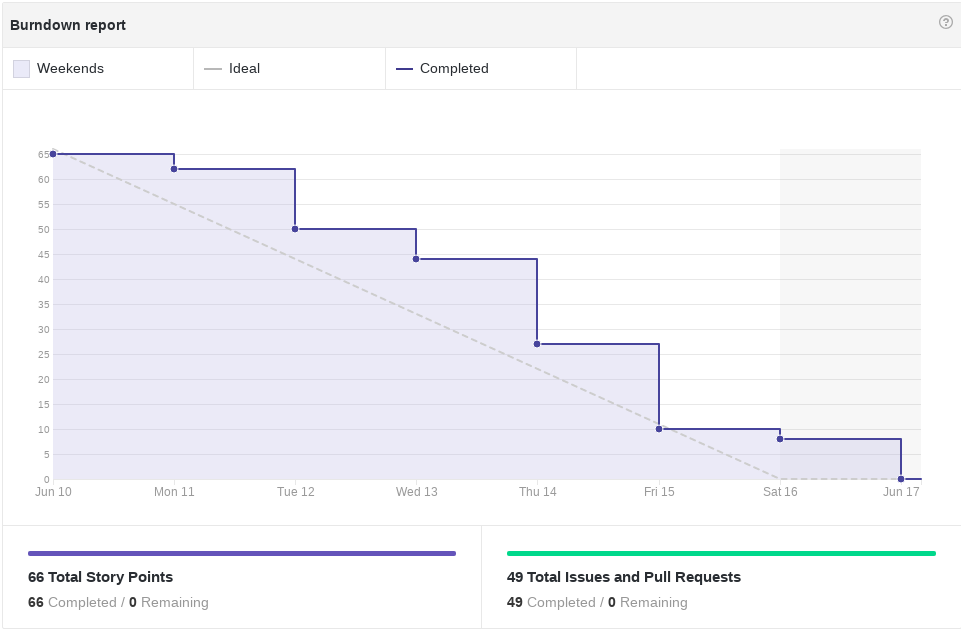 Burndown report
?
Weekends
Ideal
Completed
65
60
55
50
45
40
35
30
25
20
15
10
5
0
Jun 10 Mon 11 Tue 12 Wed 13 Thu 14 Fri 15 Sat 16 Jun 17
66 Total Story Points
66 Completed / 0 Remaining
49 Total Issues and Pull Requests
49 Completed / 0 Remaining